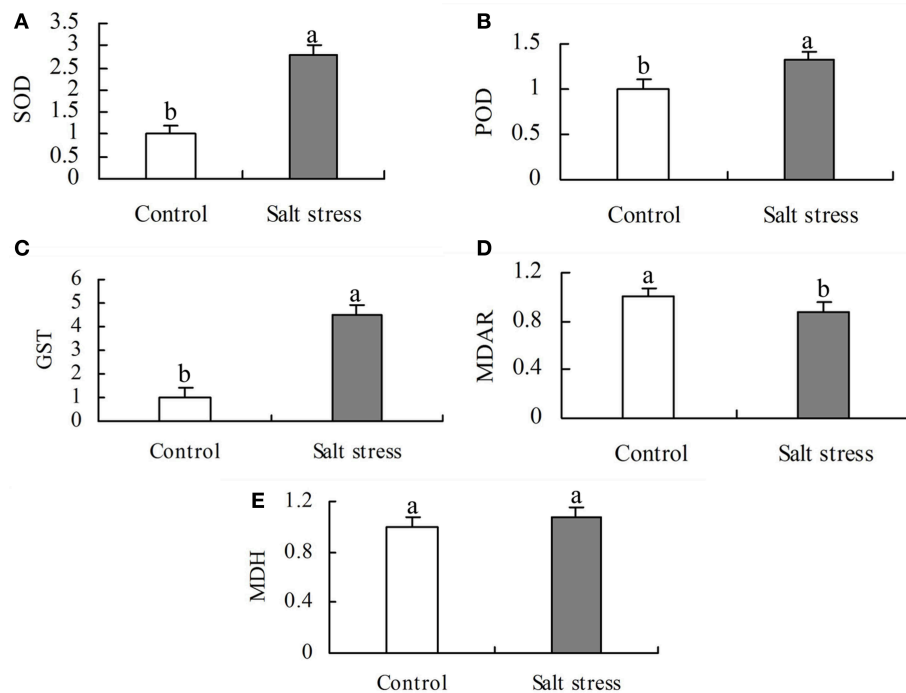 A
SOD
3.5
3
2.5
2
1.5
1
0.5
0
b
a
Control Salt stress
B
POD
1.5
1
0.5
0
b
a
Control Salt stress
C
GST
6
5
4
3
2
1
0
b
a
Control Salt stress
D
MDAR
1.2
0.8
0.4
0
a
b
Control Salt stress
E
MDH
1.2
0.8
0.4
0
a
a
Control Salt stress